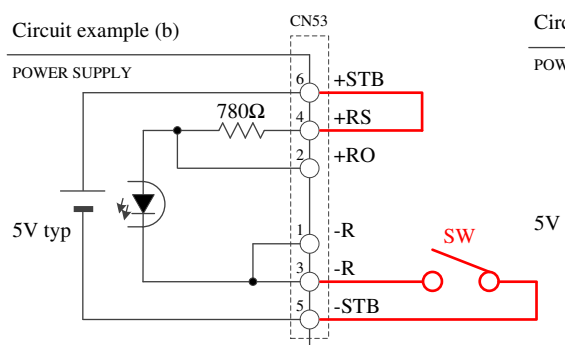 CN53
Circuit example (b)
Circ
POWER SUPPLY
POW
6
+STB
780Ω
4
+RS
2
+RO
1
-R
5V typ
SW
5V
3
-R
5
-STB